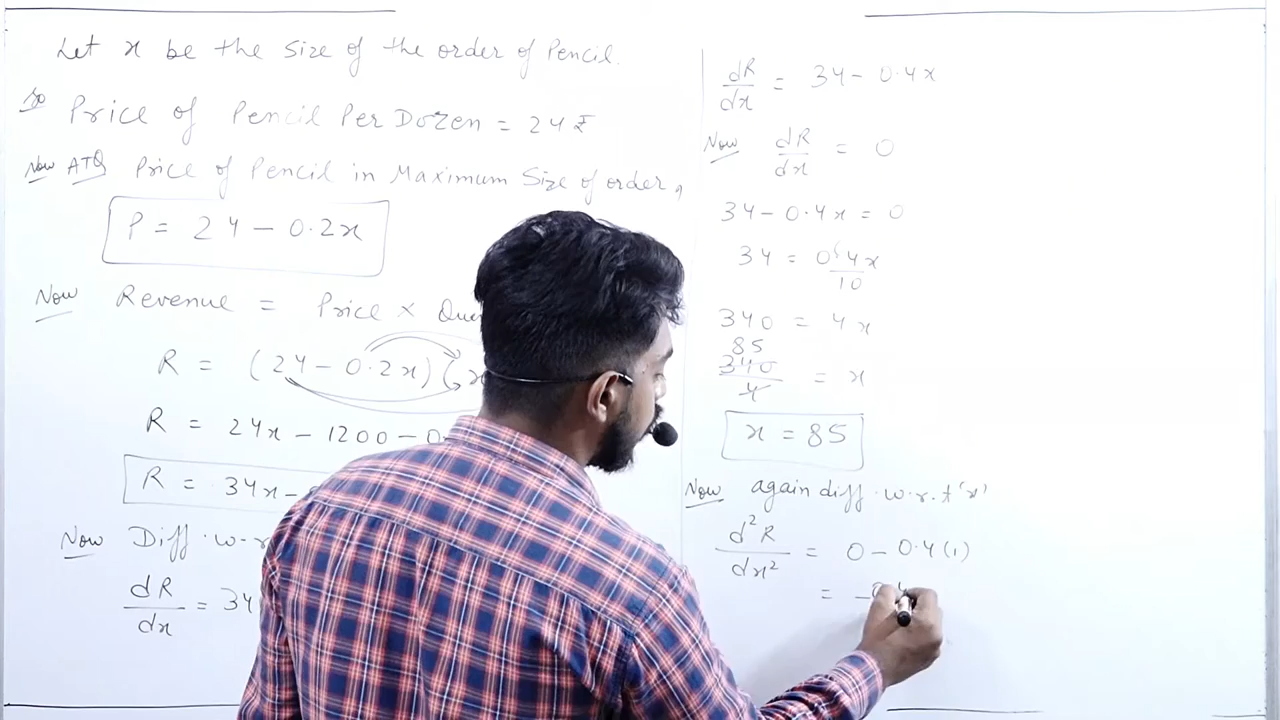 Let x be the size of the order of Pencil.
So Price of Pencil Per Dozen = 24 ₹
Now ATQ Price of Pencil in Maximum Size of order,
P = 24 - 0.2x
Now Revenue = Price ×
R = (24 - 0.2x)
R = 24x - 1200 - 0
R = 34x -
Now Diff. w-r
dR/dx = 34
dR/dx = 34 - 0.4x
Now dR/dx = 0
34 - 0.4x = 0
34 = 0.4x/10
340 = 4x
85
340/4 = x
x = 85
Now again diff. w.r.t 'x'
d²R/dx² = 0 - 0.4(1)
= -0.4